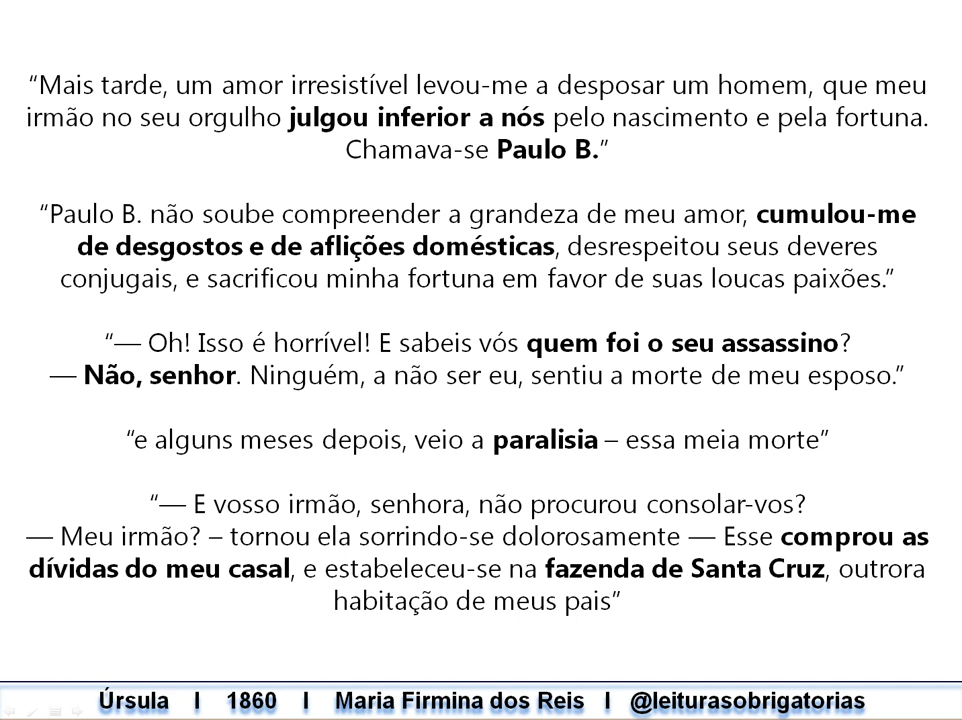 “Mais tarde, um amor irresistível levou-me a desposar um homem, que meu
irmão no seu orgulho julgou inferior a nós pelo nascimento e pela fortuna.
Chamava-se Paulo B.”
“Paulo B. não soube compreender a grandeza de meu amor, cumulou-me
de desgostos e de aflições domésticas, desrespeitou seus deveres
conjugais, e sacrificou minha fortuna em favor de suas loucas paixões.”
“— Oh! Isso é horrível! E sabeis vós quem foi o seu assassino?
— Não, senhor. Ninguém, a não ser eu, sentiu a morte de meu esposo.”
“e alguns meses depois, veio a paralisia – essa meia morte”
“— E vosso irmão, senhora, não procurou consolar-vos?
— Meu irmão? – tornou ela sorrindo-se dolorosamente — Esse comprou as
dívidas do meu casal, e estabeleceu-se na fazenda de Santa Cruz, outrora
habitação de meus pais”
Úrsula I 1860 I Maria Firmina dos Reis I @leiturasobrigatorias